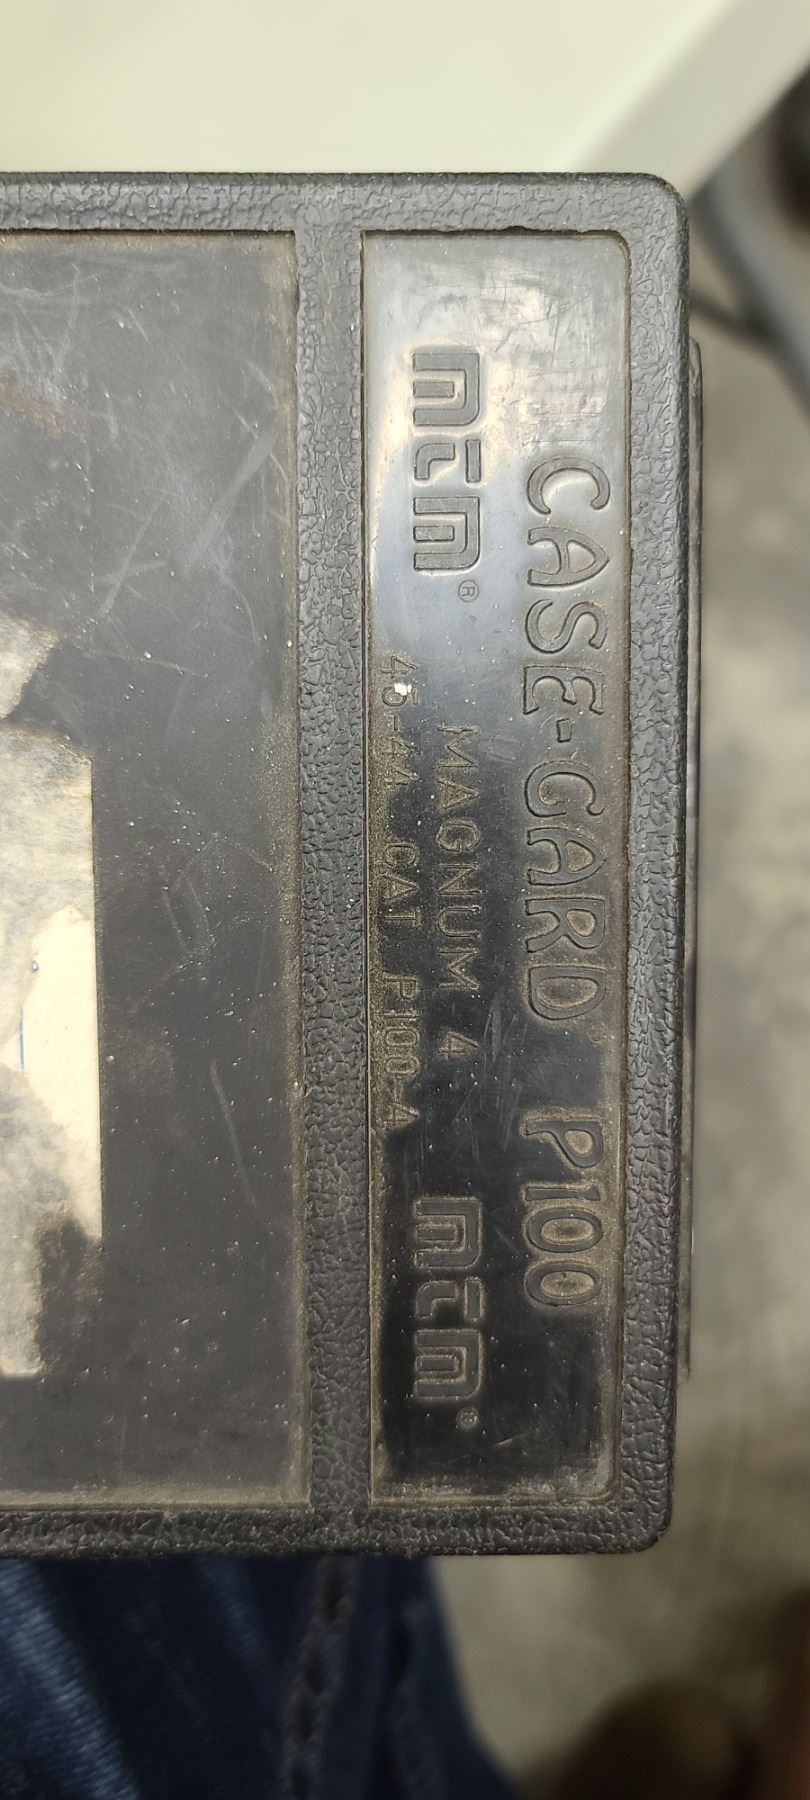 CASE-GARD P100
mtm® MAGNUM 4 mtm®
45-44 CAT P100-4